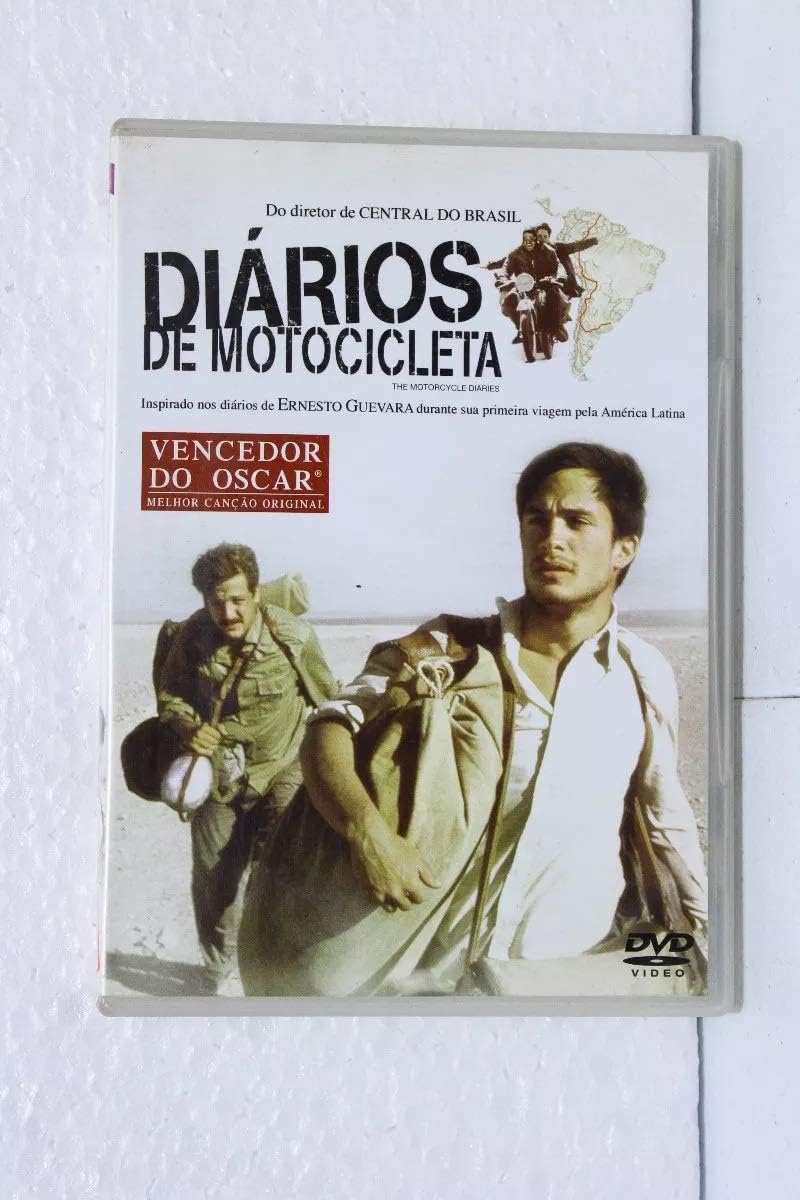 Do diretor de CENTRAL DO BRASIL
DIÁRIOS
DE MOTOCICLETA
THE MOTORCYCLE DIARIES
Inspirado nos diários de ERNESTO GUEVARA durante sua primeira viagem pela América Latina
VENCEDOR
DO OSCAR®
MELHOR CANÇÃO ORIGINAL
DVD
VIDEO